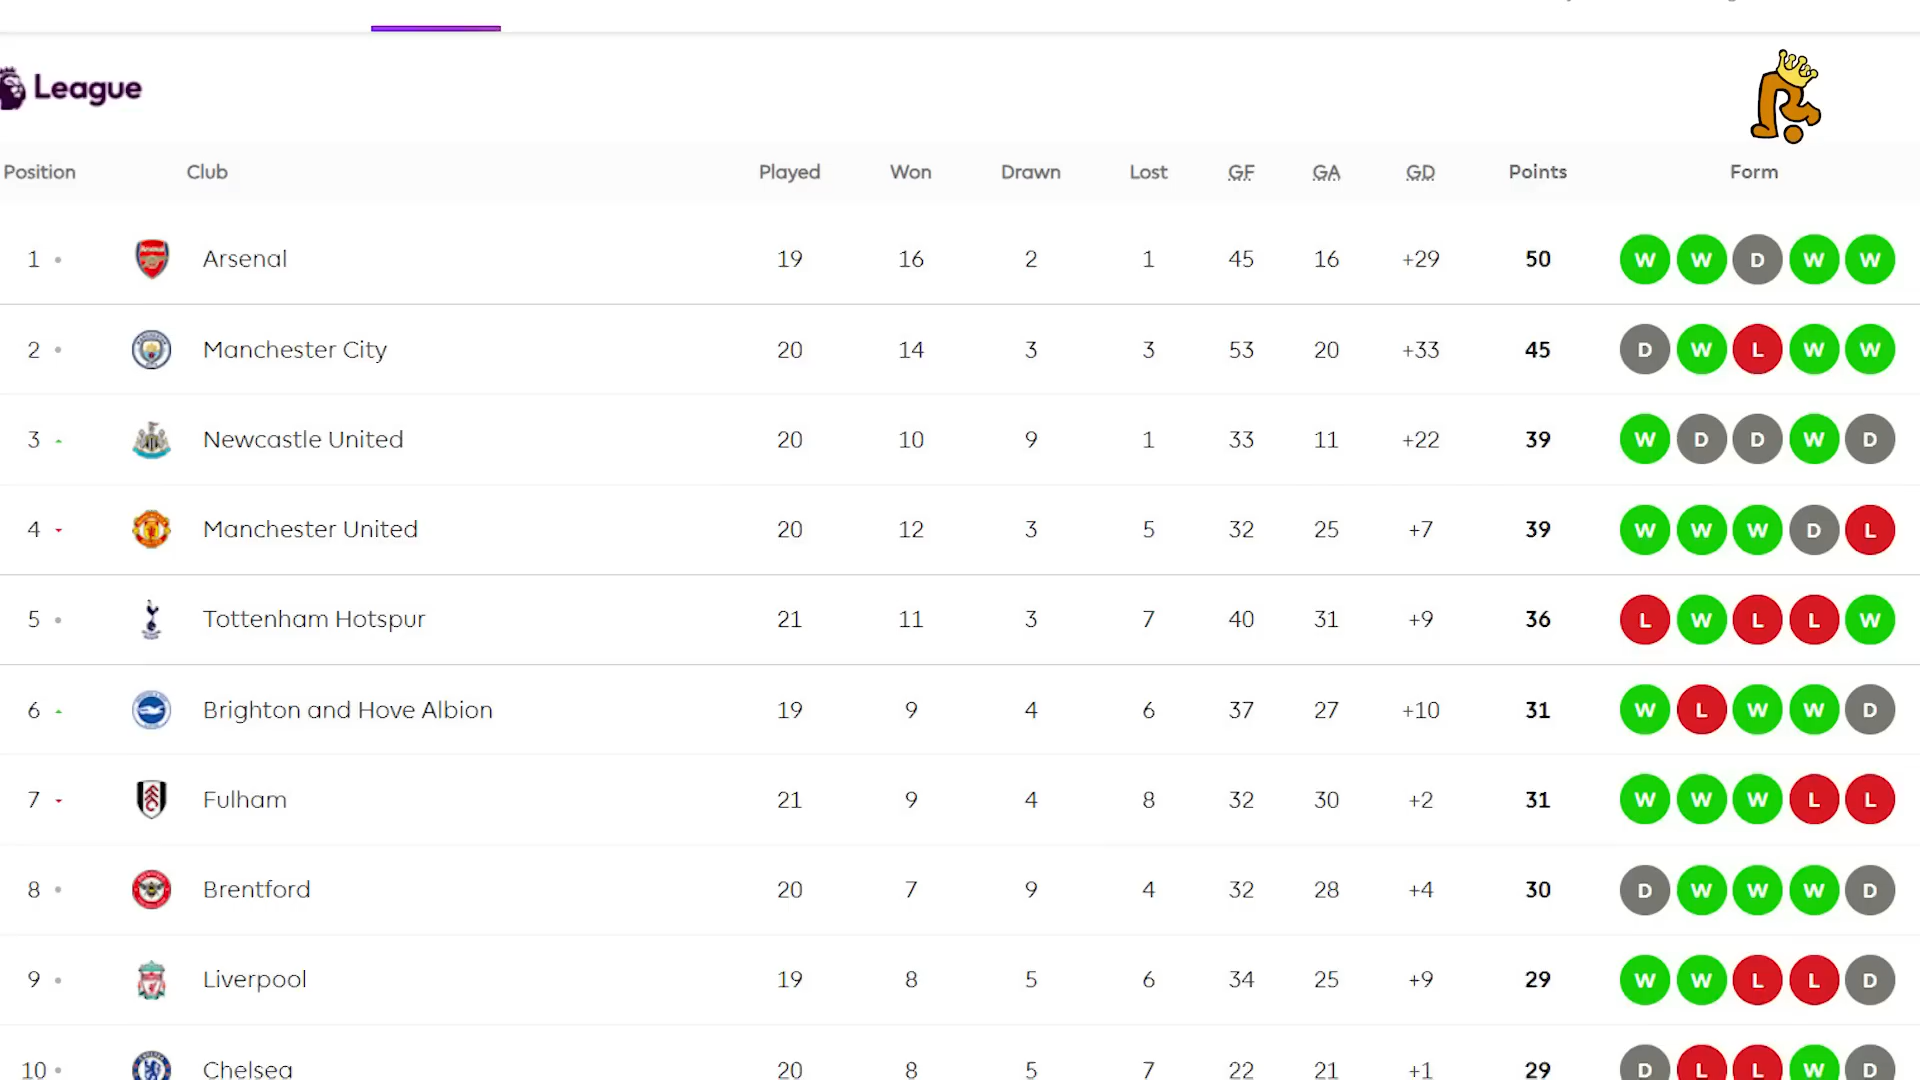 League
Position Club Played Won Drawn Lost GF GA GD Points Form
1 Arsenal 19 16 2 1 45 16 +29 50 W W D W W
2 Manchester City 20 14 3 3 53 20 +33 45 D W L W W
3 Newcastle United 20 10 9 1 33 11 +22 39 W D D W D
4 Manchester United 20 12 3 5 32 25 +7 39 W W W D L
5 Tottenham Hotspur 21 11 3 7 40 31 +9 36 L W L L W
6 Brighton and Hove Albion 19 9 4 6 37 27 +10 31 W L W W D
7 Fulham 21 9 4 8 32 30 +2 31 W W W L L
8 Brentford 20 7 9 4 32 28 +4 30 D W W W D
9 Liverpool 19 8 5 6 34 25 +9 29 W W L L D
10 Chelsea 20 8 5 7 22 21 +1 29 D L L W D